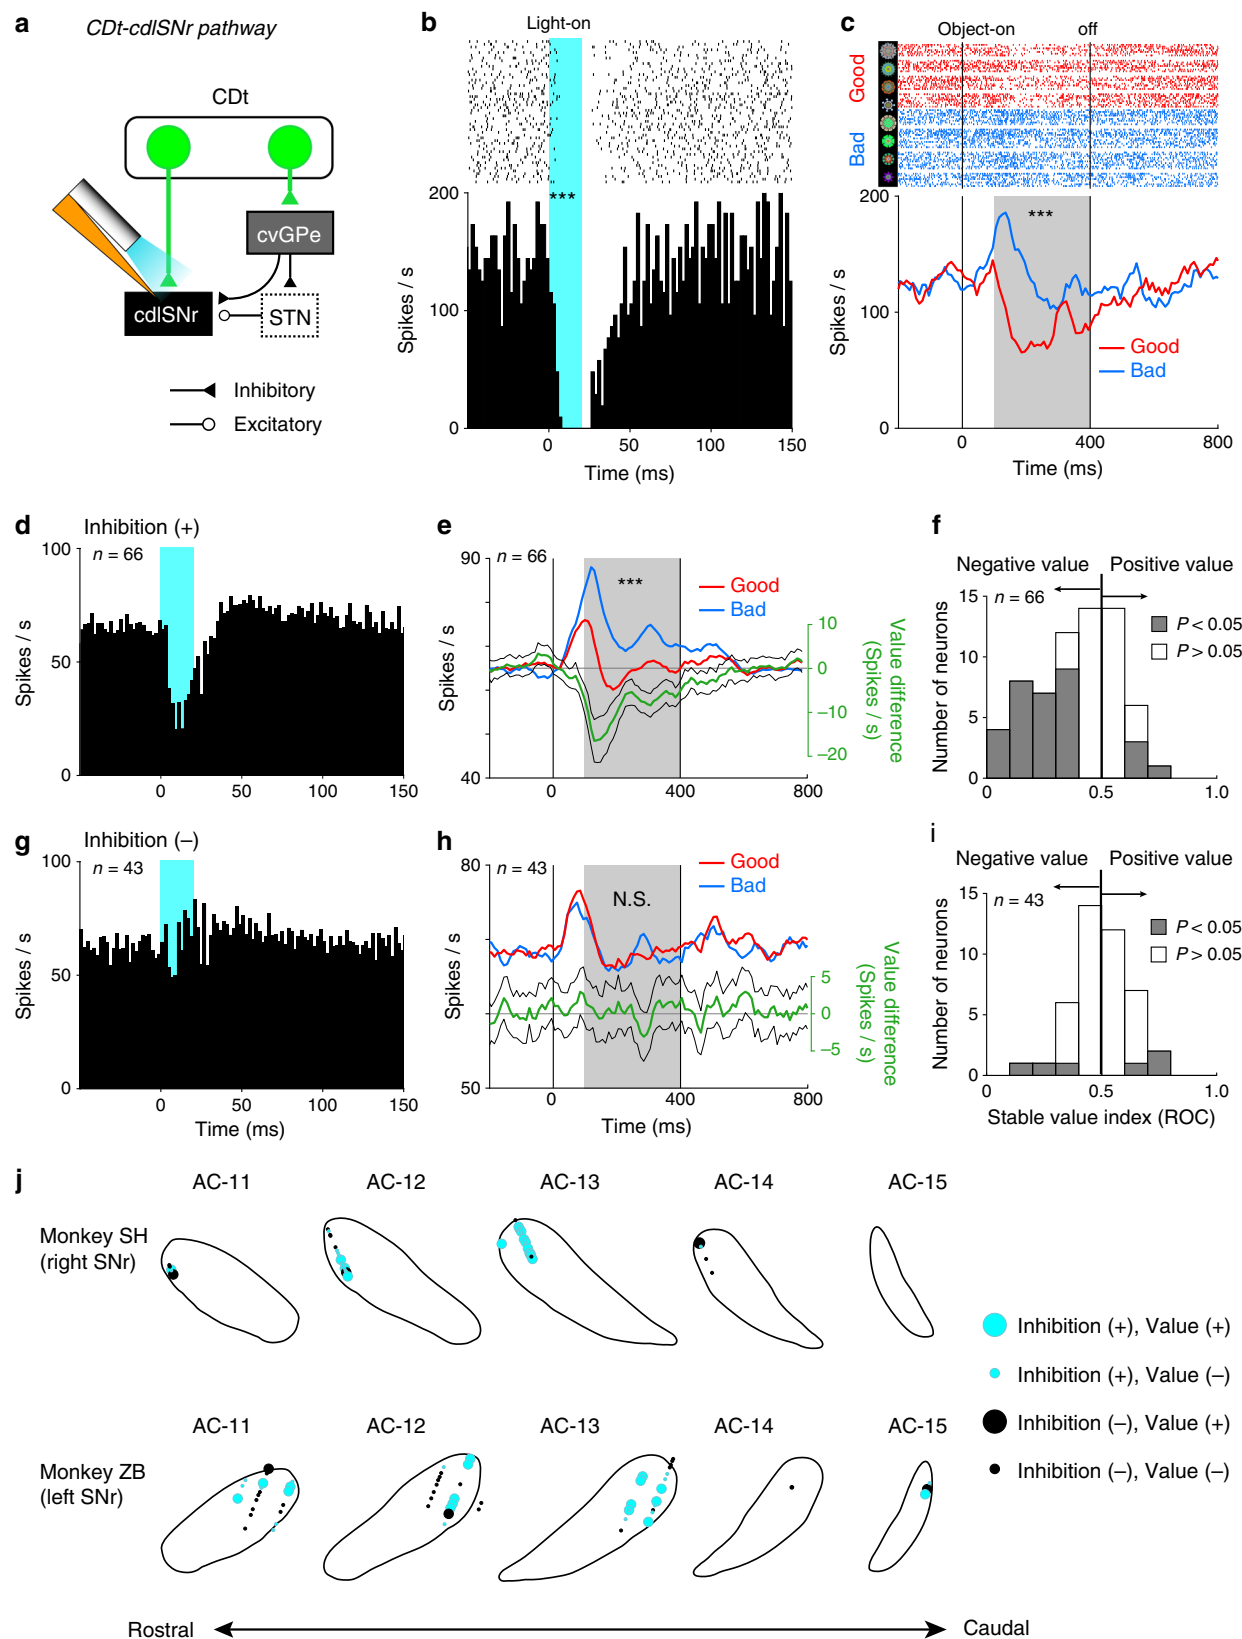 a
CDt-cdlSNr pathway
CDt
cvGPe
cdlSNr
STN
Inhibitory
Excitatory
b
Light-on
***
200
100
0
Spikes / s
0
50
100
150
Time (ms)
c
Object-on
off
Good
Bad
200
100
0
Spikes / s
***
Good
Bad
0
400
800
Time (ms)
d
Inhibition (+)
n = 66
100
50
0
Spikes / s
0
50
100
150
e
n = 66
90
40
Spikes / s
***
Good
Bad
10
0
–10
–20
Value difference
(Spikes / s)
0
400
800
f
Negative value
Positive value
n = 66
15
10
5
0
Number of neurons
P < 0.05
P > 0.05
0
0.5
1.0
g
Inhibition (–)
n = 43
100
50
0
Spikes / s
0
50
100
150
Time (ms)
h
n = 43
80
50
Spikes / s
N.S.
Good
Bad
5
0
–5
Value difference
(Spikes / s)
0
400
800
Time (ms)
i
Negative value
Positive value
n = 43
15
10
5
0
Number of neurons
P < 0.05
P > 0.05
0
0.5
1.0
Stable value index (ROC)
j
AC-11
AC-12
AC-13
AC-14
AC-15
Monkey SH
(right SNr)
AC-11
AC-12
AC-13
AC-14
AC-15
Monkey ZB
(left SNr)
Inhibition (+), Value (+)
Inhibition (+), Value (–)
Inhibition (–), Value (+)
Inhibition (–), Value (–)
Rostral
Caudal